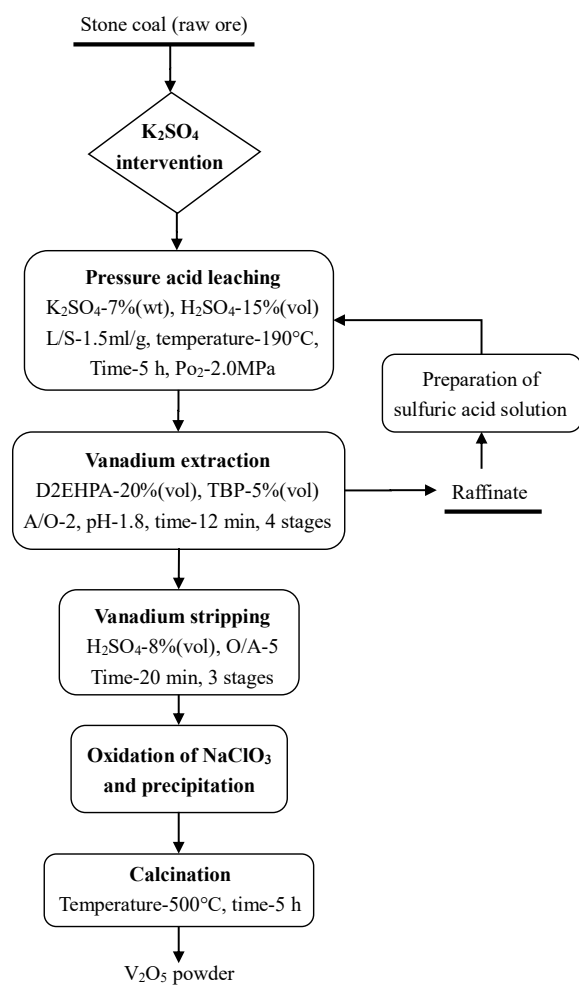 Stone coal (raw ore)
K₂SO₄
intervention
Pressure acid leaching
K₂SO₄-7%(wt), H₂SO₄-15%(vol)
L/S-1.5ml/g, temperature-190°C,
Time-5 h, Po₂-2.0MPa
Preparation of
sulfuric acid solution
Vanadium extraction
D2EHPA-20%(vol), TBP-5%(vol)
A/O-2, pH-1.8, time-12 min, 4 stages
Raffinate
Vanadium stripping
H₂SO₄-8%(vol), O/A-5
Time-20 min, 3 stages
Oxidation of NaClO₃
and precipitation
Calcination
Temperature-500°C, time-5 h
V₂O₅ powder